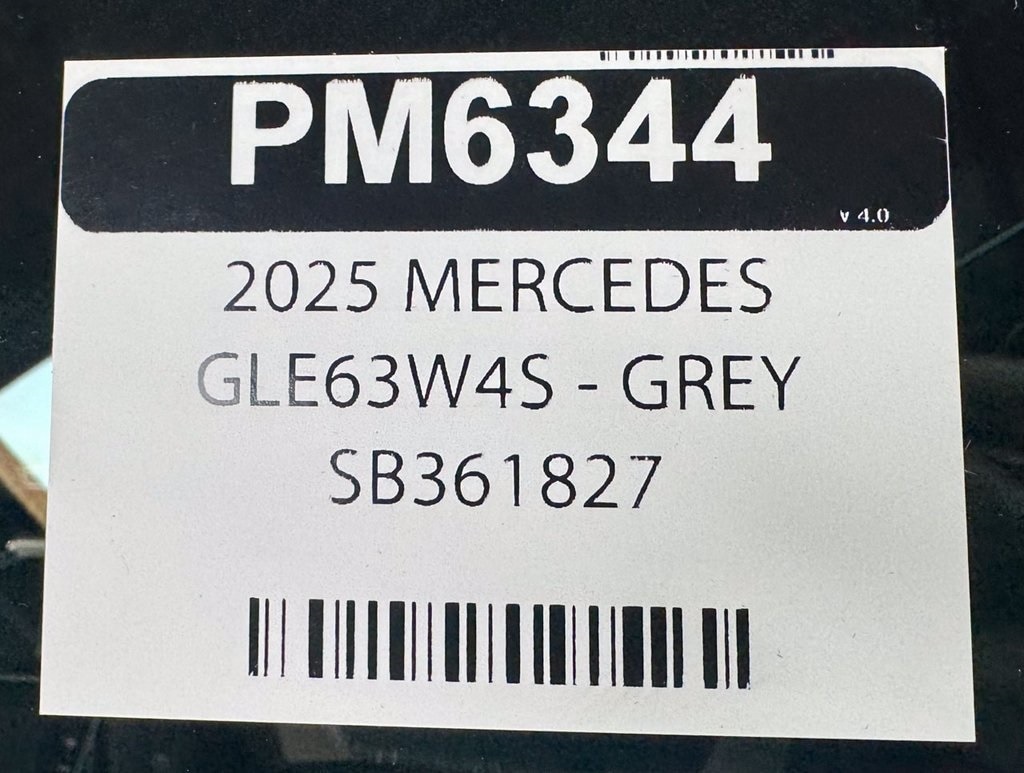 PM6344
v 4.0
2025 MERCEDES
GLE63W4S - GREY
SB361827